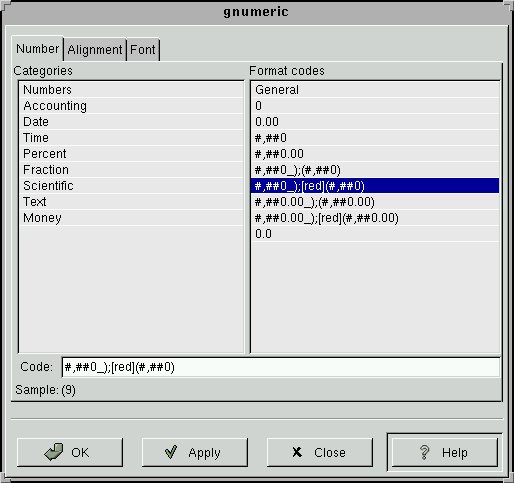 gnumeric
Number Alignment Font
Categories Format codes
Numbers General
Accounting 0
Date 0.00
Time #,##0
Percent #,##0.00
Fraction #,##0_);(#,##0)
Scientific #,##0_);[red](#,##0)
Text #,##0.00_);(#,##0.00)
Money #,##0.00_);[red](#,##0.00)
0.0
Code: #,##0_);[red](#,##0)
Sample: (9)
OK Apply Close Help